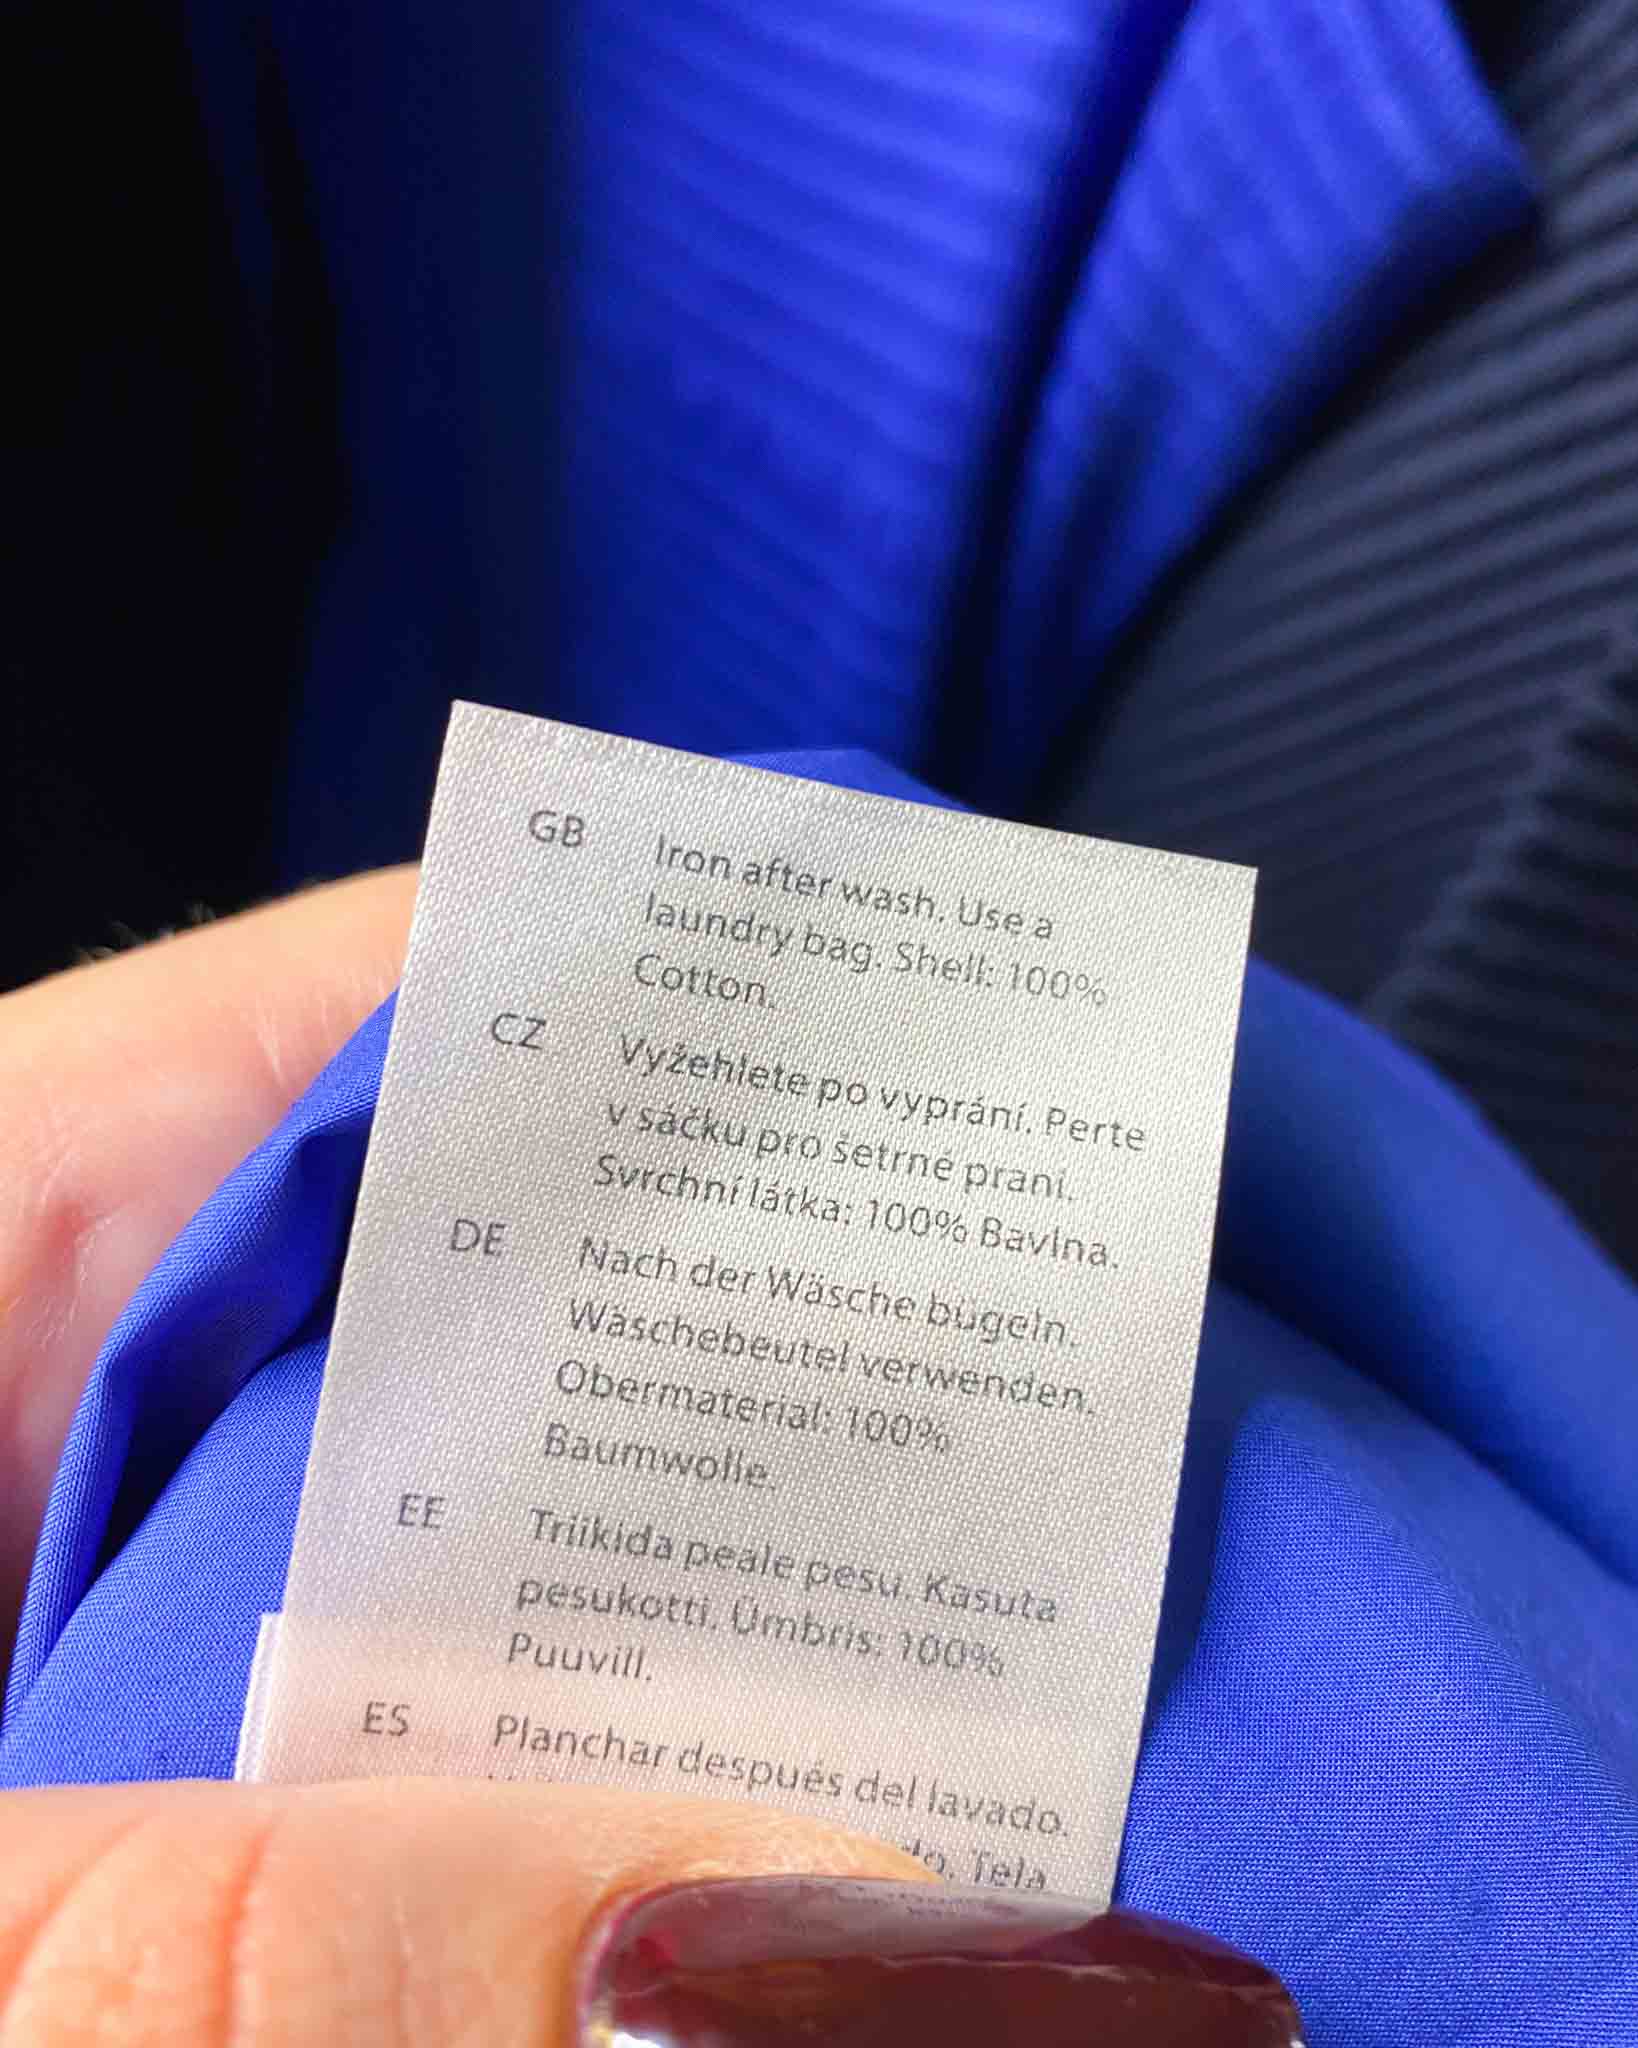 GB Iron after wash. Use a
laundry bag. Shell: 100%
Cotton.
CZ Vyžehlete po vyprání. Perte
v sáčku pro šetrné praní.
Svrchní látka: 100% Bavlna.
DE Nach der Wäsche bügeln.
Wäschebeutel verwenden.
Obermaterial: 100%
Baumwolle.
EE Triikida peale pesu. Kasuta
pesukotti. Ümbris: 100%
Puuvill.
ES Planchar después del lavado.
Tela